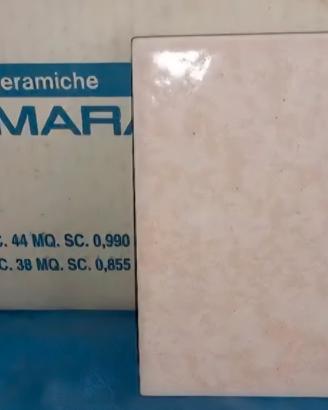 eramiche
MARA
C. 44 MQ. SC. 0,990
C. 38 MQ. SC. 0,855